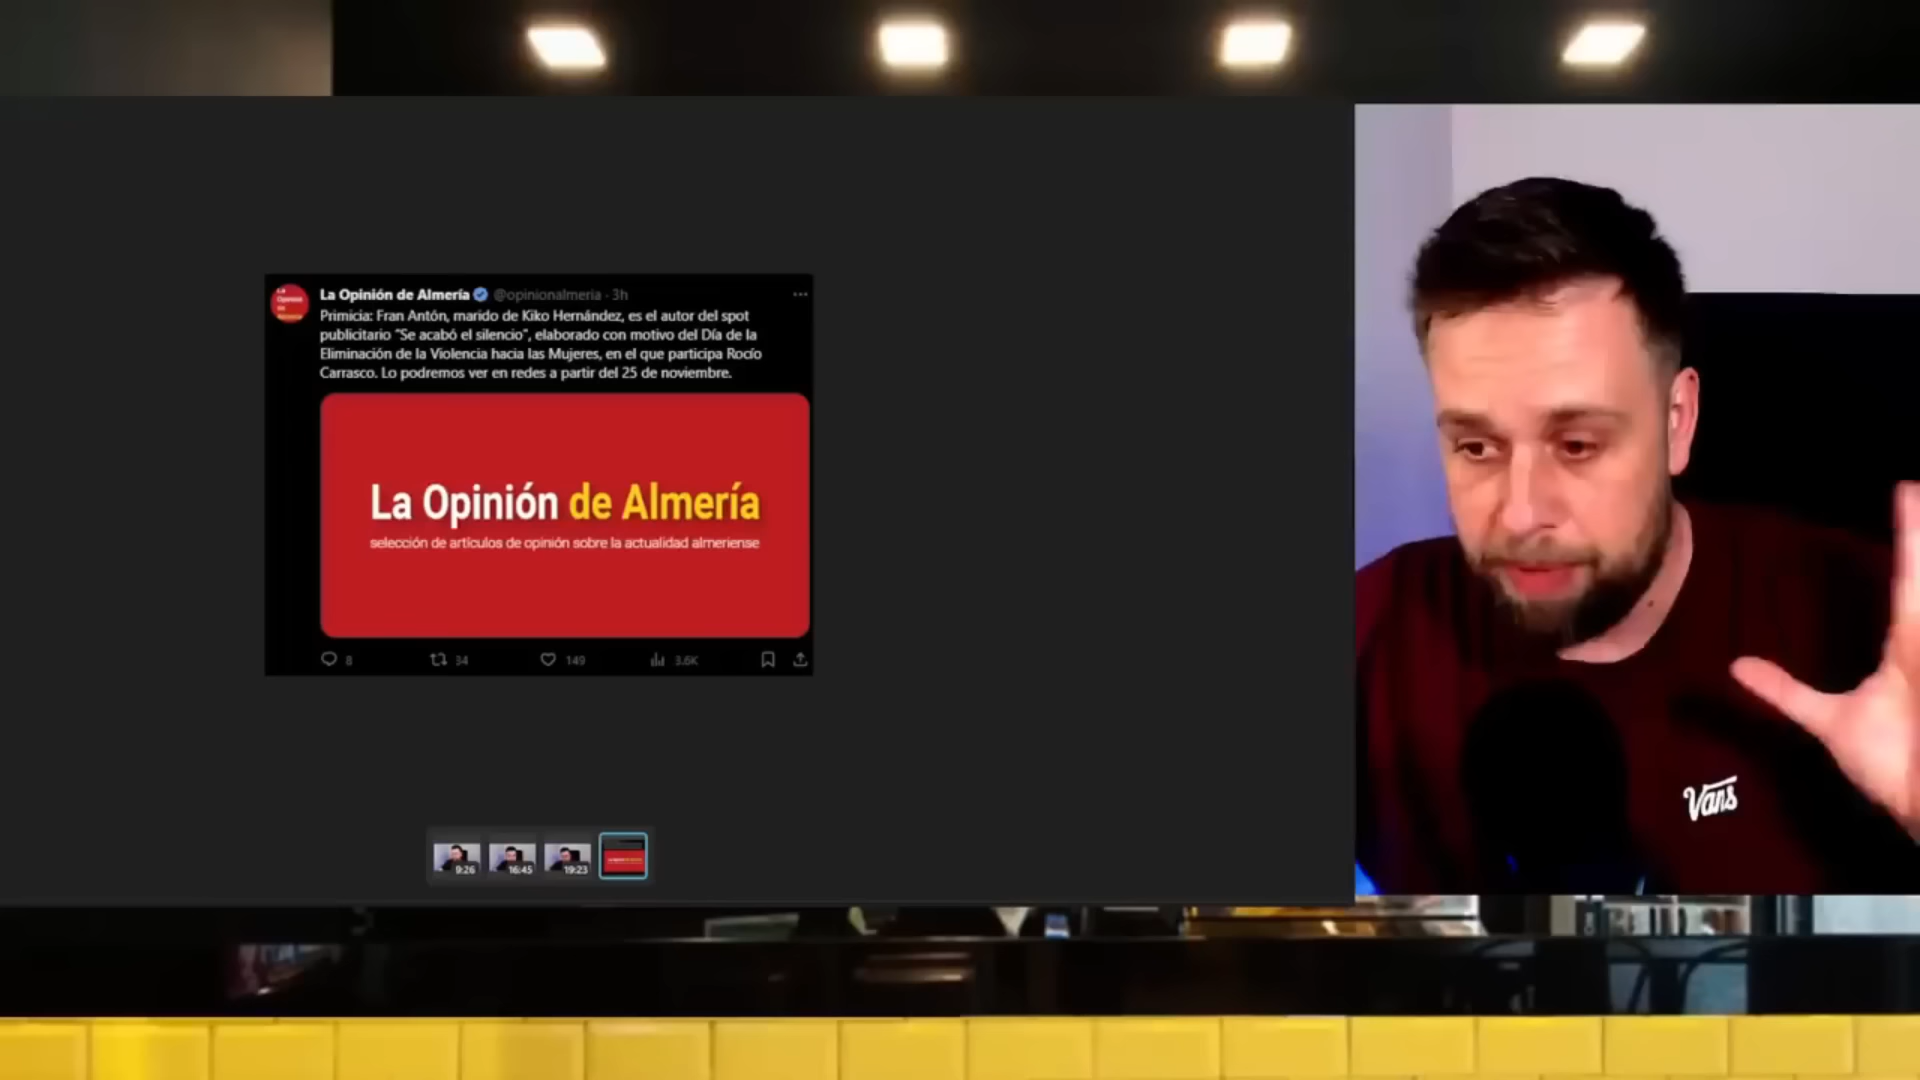 La Opinión de Almería @opinionalmeria · 3h
Primicia: Fran Antón, marido de Kiko Hernández, es el autor del spot
publicitario "Se acabó el silencio", elaborado con motivo del Día de la
Eliminación de la Violencia hacia las Mujeres, en el que participa Rocío
Carrasco. Lo podremos ver en redes a partir del 25 de noviembre.
La Opinión de Almería
selección de artículos de opinión sobre la actualidad almeriense
8 34 149 3.6K
9:26 16:45 19:23
Vans